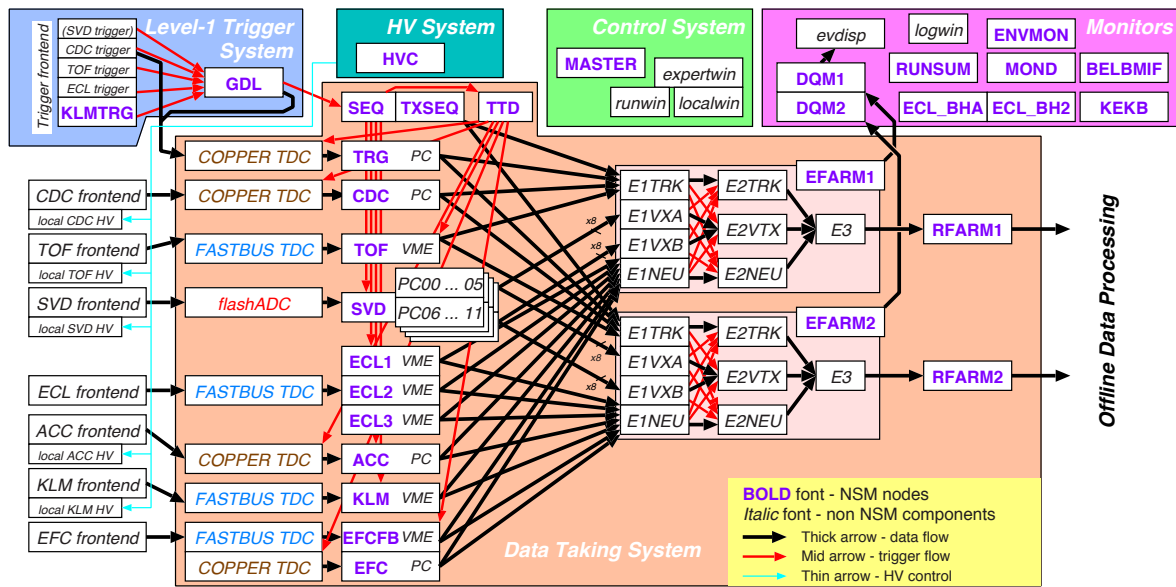 Level-1 Trigger
System
Trigger frontend
(SVD trigger)
CDC trigger
TOF trigger
ECL trigger
KLMTRG
GDL
HV System
HVC
Control System
MASTER
expertwin
runwin
localwin
Monitors
evdisp
logwin
ENVMON
DQM1
RUNSUM
MOND
BELBMIF
DQM2
ECL_BHA
ECL_BH2
KEKB
SEQ
TXSEQ
TTD
COPPER TDC
TRG PC
CDC frontend
local CDC HV
COPPER TDC
CDC PC
TOF frontend
local TOF HV
FASTBUS TDC
TOF VME
SVD frontend
local SVD HV
flashADC
SVD
PC00 ... 05
PC06 ... 11
ECL1 VME
ECL frontend
FASTBUS TDC
ECL2 VME
ECL3 VME
ACC frontend
local ACC HV
COPPER TDC
ACC PC
KLM frontend
local KLM HV
FASTBUS TDC
KLM VME
EFC frontend
FASTBUS TDC
EFCFB VME
COPPER TDC
EFC PC
EFARM1
E1TRK
E1VXA
E1VXB
E1NEU
x8
x8
E2TRK
E2VTX
E2NEU
E3
RFARM1
EFARM2
E1TRK
E1VXA
E1VXB
E1NEU
x8
x8
E2TRK
E2VTX
E2NEU
E3
RFARM2
Offline Data Processing
Data Taking System
BOLD font - NSM nodes
Italic font - non NSM components
Thick arrow - data flow
Mid arrow - trigger flow
Thin arrow - HV control